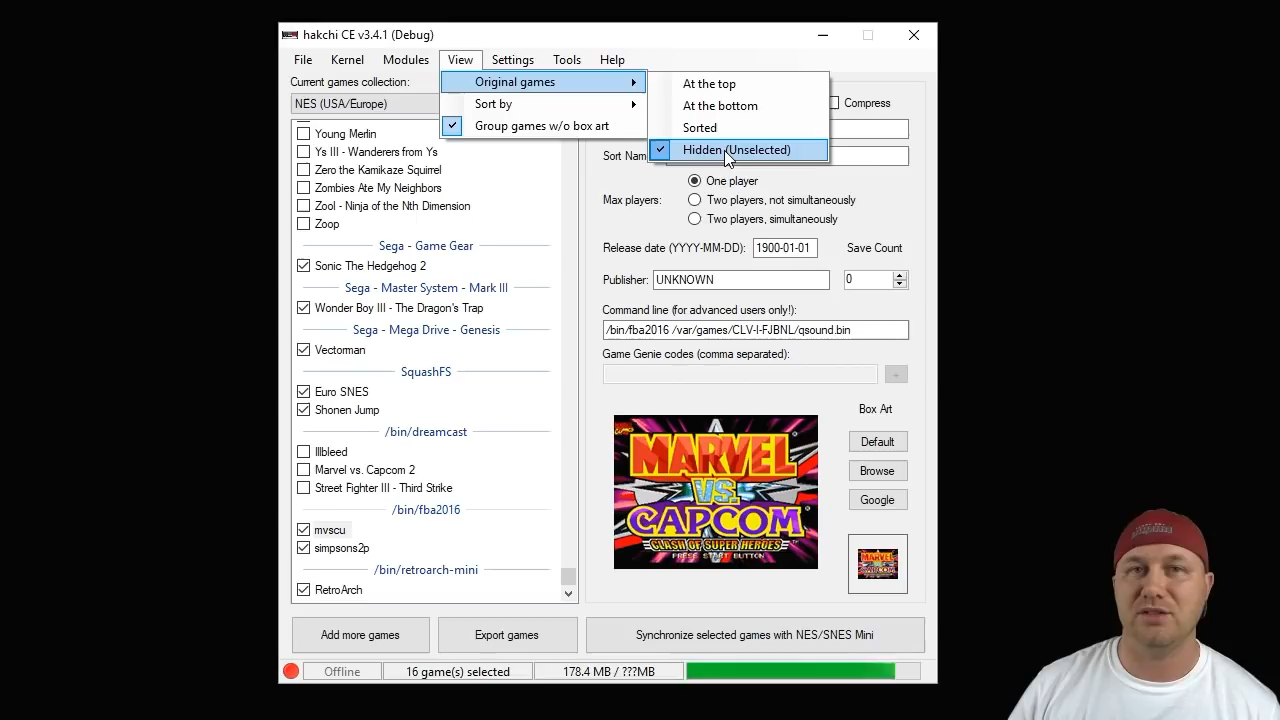 hakchi CE v3.4.1 (Debug)
File Kernel Modules View Settings Tools Help
Current games collection:
NES (USA/Europe)
Original games
Sort by
Group games w/o box art
At the top
At the bottom
Sorted
Hidden (Unselected)
Compress
Young Merlin
Ys III - Wanderers from Ys
Zero the Kamikaze Squirrel
Zombies Ate My Neighbors
Zool - Ninja of the Nth Dimension
Zoop
Sega - Game Gear
Sonic The Hedgehog 2
Sega - Master System - Mark III
Wonder Boy III - The Dragon's Trap
Sega - Mega Drive - Genesis
Vectorman
SquashFS
Euro SNES
Shonen Jump
/bin/dreamcast
Illbleed
Marvel vs. Capcom 2
Street Fighter III - Third Strike
/bin/fba2016
mvscu
simpsons2p
/bin/retroarch-mini
RetroArch
Sort Nam
One player
Max players:
Two players, not simultaneously
Two players, simultaneously
Release date (YYYY-MM-DD): 1900-01-01 Save Count
Publisher: UNKNOWN 0
Command line (for advanced users only!):
/bin/fba2016 /var/games/CLV-I-FJBNL/qsound.bin
Game Genie codes (comma separated):
+
Box Art
Default
Browse
Google
MARVEL
VS.
CAPCOM
CLASH OF SUPER HEROES
PRESS START BUTTON
MARVEL
CAPCOM
Add more games
Export games
Synchronize selected games with NES/SNES Mini
Offline
16 game(s) selected
178.4 MB / ???MB